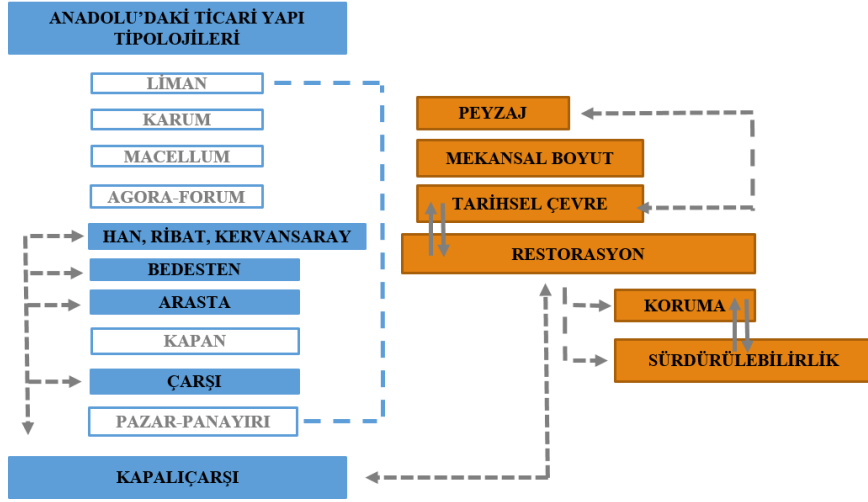 ANADOLU'DAKİ TİCARİ YAPI
TİPOLOJİLERİ
LİMAN
KARUM
MACELLUM
AGORA-FORUM
HAN, RİBAT, KERVANSARAY
BEDESTEN
ARASTA
KAPAN
ÇARŞI
PAZAR-PANAYIRI
KAPALIÇARŞI
PEYZAJ
MEKANSAL BOYUT
TARİHSEL ÇEVRE
RESTORASYON
KORUMA
SÜRDÜRÜLEBİLİRLİK